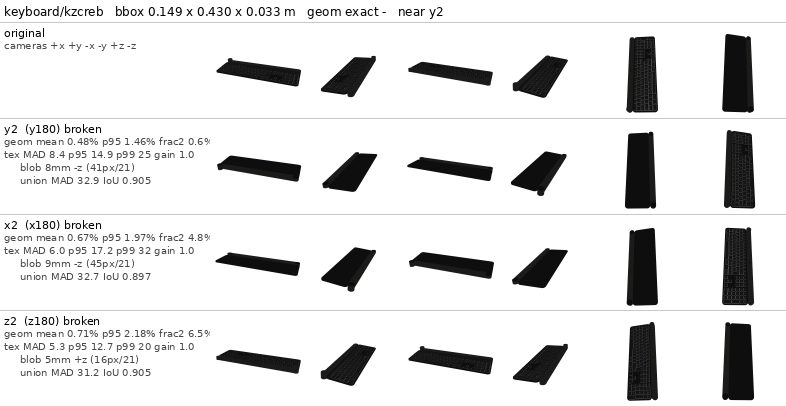 keyboard/kzcreb   bbox 0.149 x 0.430 x 0.033 m   geom exact -   near y2
original
cameras +x +y -x -y +z -z
y2  (y180) broken
geom mean 0.48% p95 1.46% frac2 0.6%
tex MAD 8.4 p95 14.9 p99 25 gain 1.0
blob 8mm -z (41px/21)
union MAD 32.9 IoU 0.905
x2  (x180) broken
geom mean 0.67% p95 1.97% frac2 4.8%
tex MAD 6.0 p95 17.2 p99 32 gain 1.0
blob 9mm -z (45px/21)
union MAD 32.7 IoU 0.897
z2  (z180) broken
geom mean 0.71% p95 2.18% frac2 6.5%
tex MAD 5.3 p95 12.7 p99 20 gain 1.0
blob 5mm +z (16px/21)
union MAD 31.2 IoU 0.905